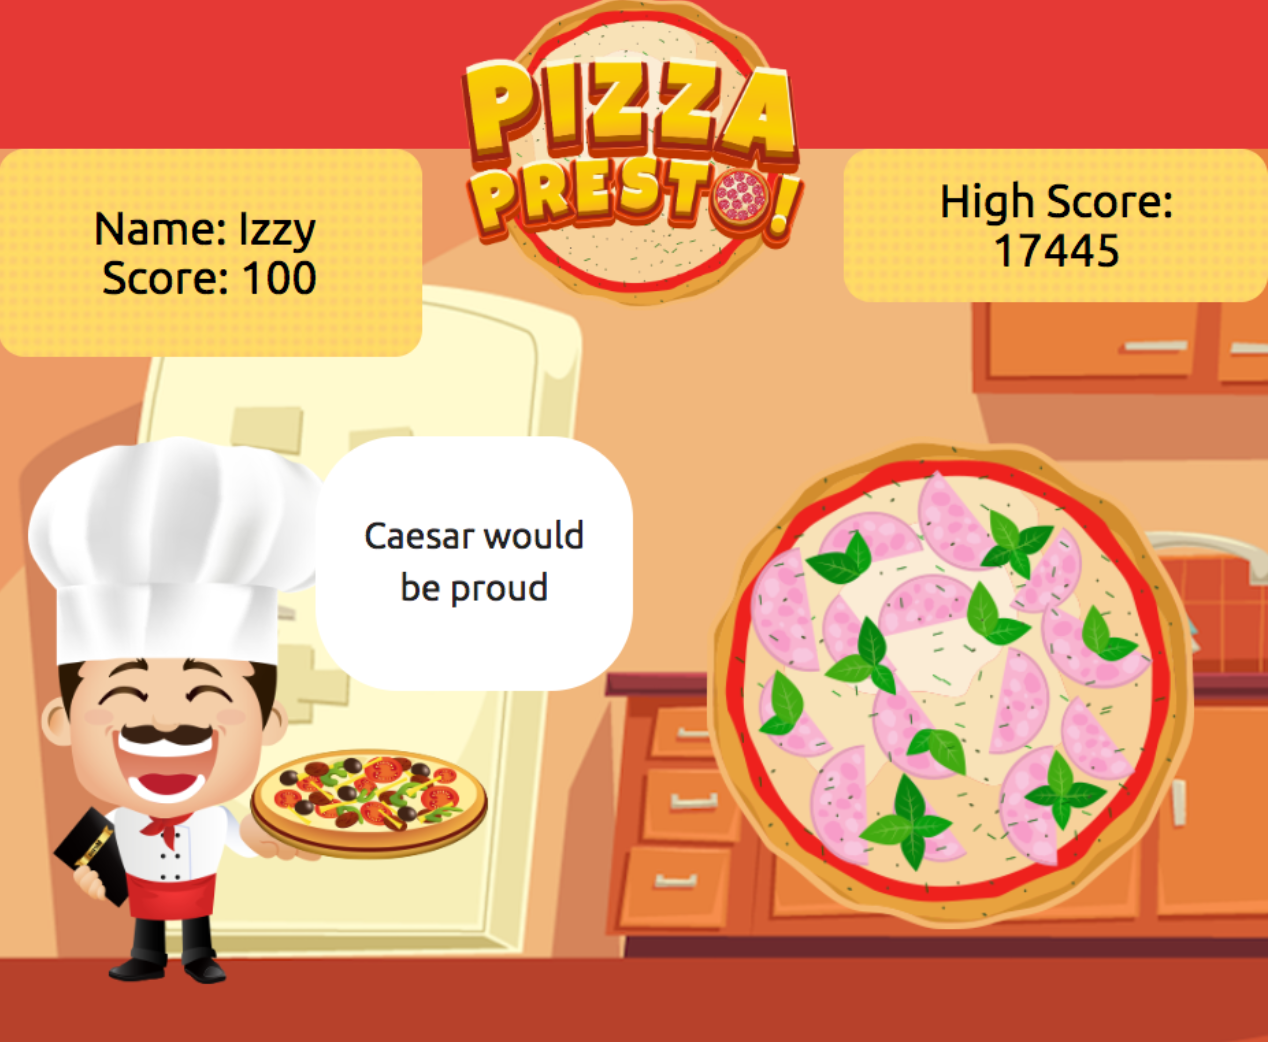 PIZZA
PRESTO!
Name: Izzy
Score: 100
High Score:
17445
Caesar would
be proud